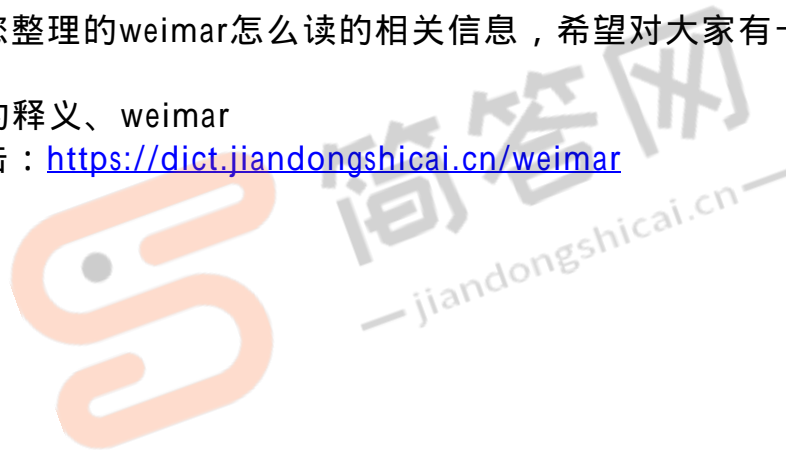 您整理的weimar怎么读的相关信息，希望对大家有一
的释义、weimar
击：https://dict.jiandongshicai.cn/weimar
简答网
— jiandongshicai.cn —